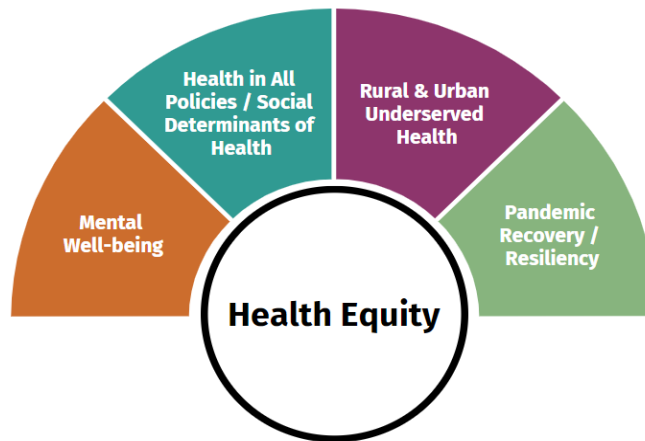 Mental
Well-being
Health in All
Policies / Social
Determinants of
Health
Rural & Urban
Underserved
Health
Pandemic
Recovery /
Resiliency
Health Equity